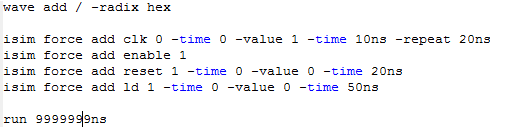 wave add / -radix hex
isim force add clk 0 -time 0 -value 1 -time 10ns -repeat 20ns
isim force add enable 1
isim force add reset 1 -time 0 -value 0 -time 20ns
isim force add ld 1 -time 0 -value 0 -time 50ns
run 9999999ns